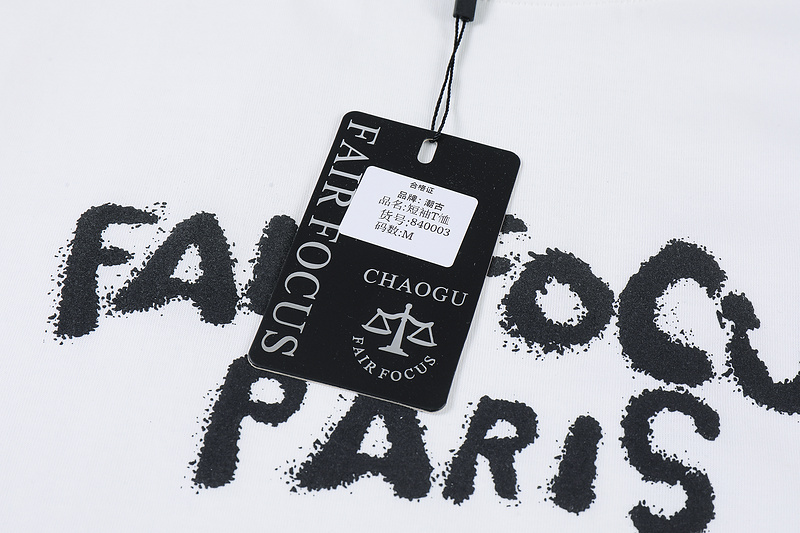 FAIR FOCUS
合格证
品牌:潮古
品名:短袖T恤
货号:840003
码数:M
CHAOGU
FAIR FOCUS
PARIS